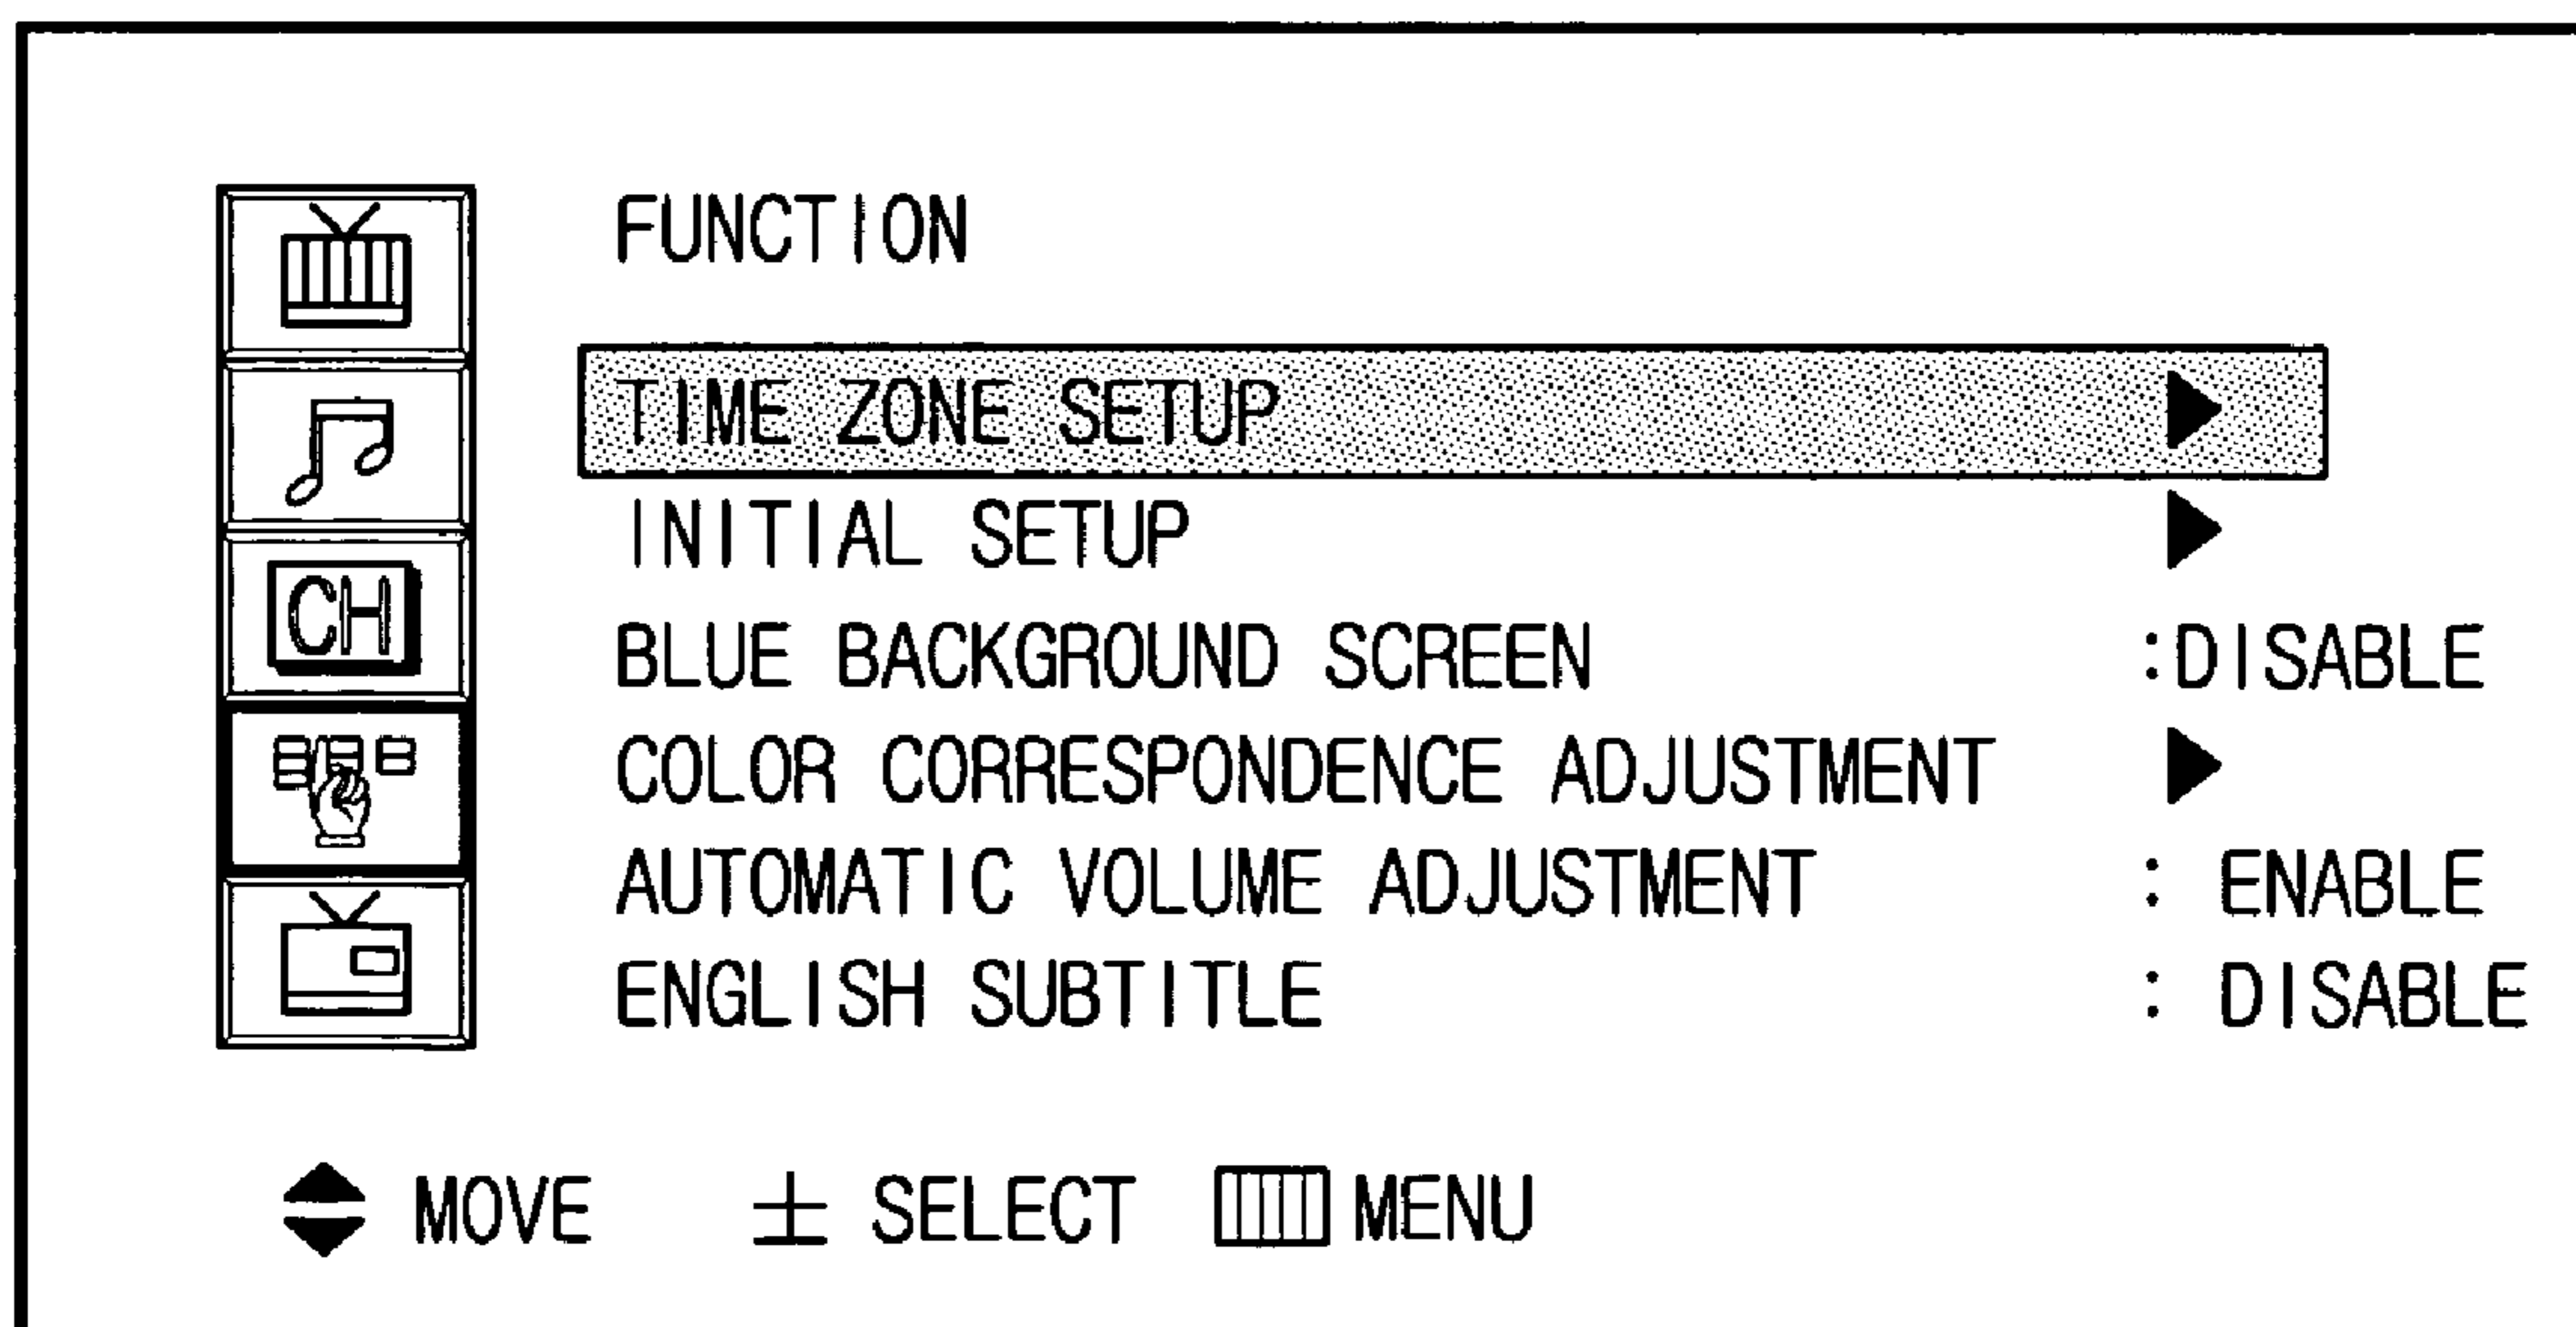 FUNCTION
TIME ZONE SETUP ▶
INITIAL SETUP ▶
CH
BLUE BACKGROUND SCREEN :DISABLE
COLOR CORRESPONDENCE ADJUSTMENT ▶
AUTOMATIC VOLUME ADJUSTMENT : ENABLE
ENGLISH SUBTITLE : DISABLE
MOVE ± SELECT MENU